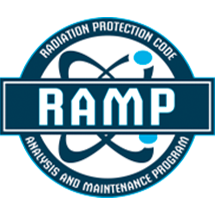 RADIATION PROTECTION CODE
RAMP
ANALYSIS AND MAINTENANCE PROGRAM